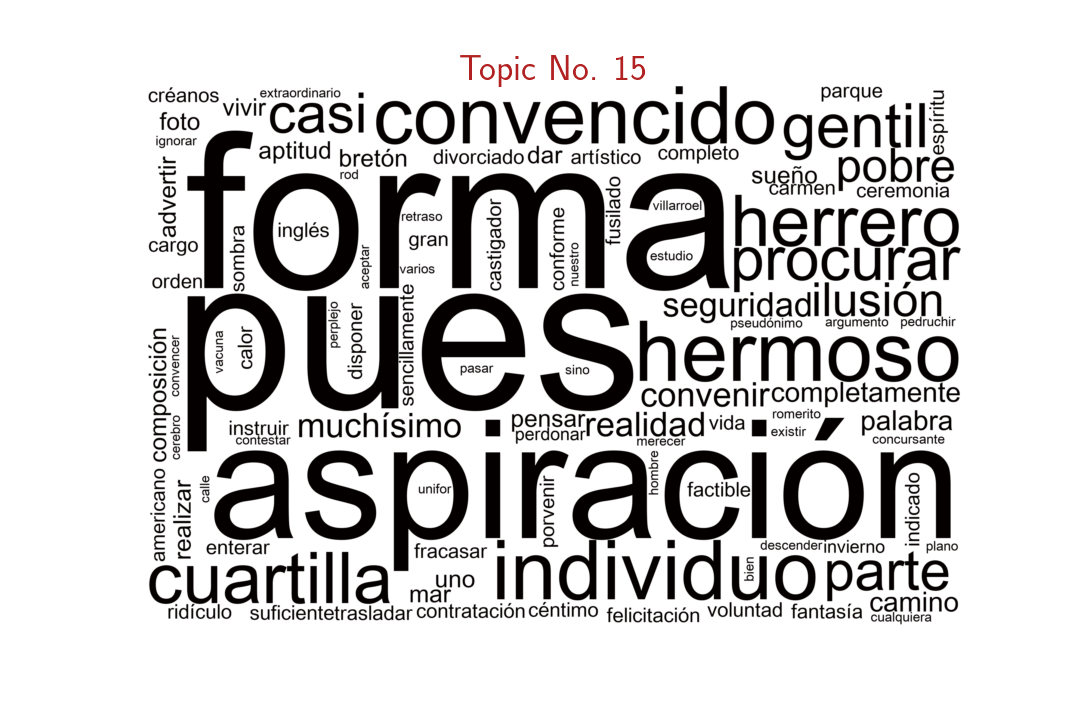 Topic No. 15
créanos
vivir
extraordinario
casi
convencido
parque
gentil
espíritu
foto
ignorar
aptitud
bretón
divorciado
dar
artístico
completo
pobre
rod
sueño
carmen
ceremonia
advertir
forma
inglés
retraso
gran
castigador
conforme
nuestro
fusilado
villarroel
estudio
herrero
procurar
cargo
sombra
aceptar
varios
orden
seguridad
ilusión
pseudónimo
argumento
pedruchir
pues
vacuna
calor
perplejo
disponer
sencillamente
pasar
sino
hermoso
composición
convencer
convenir
completamente
cerebro
instruir
contestar
muchísimo
pensar
perdonar
realidad
merecer
vida
romerito
existir
palabra
concursante
aspiración
americano
realizar
calle
unifor
porvenir
hombre
factible
indicado
enterar
fracasar
descender
invierno
plano
cuartilla
mar
uno
individuo
bien
parte
camino
cualquiera
ridículo
suficiente
trasladar
contratación
céntimo
felicitación
voluntad
fantasía